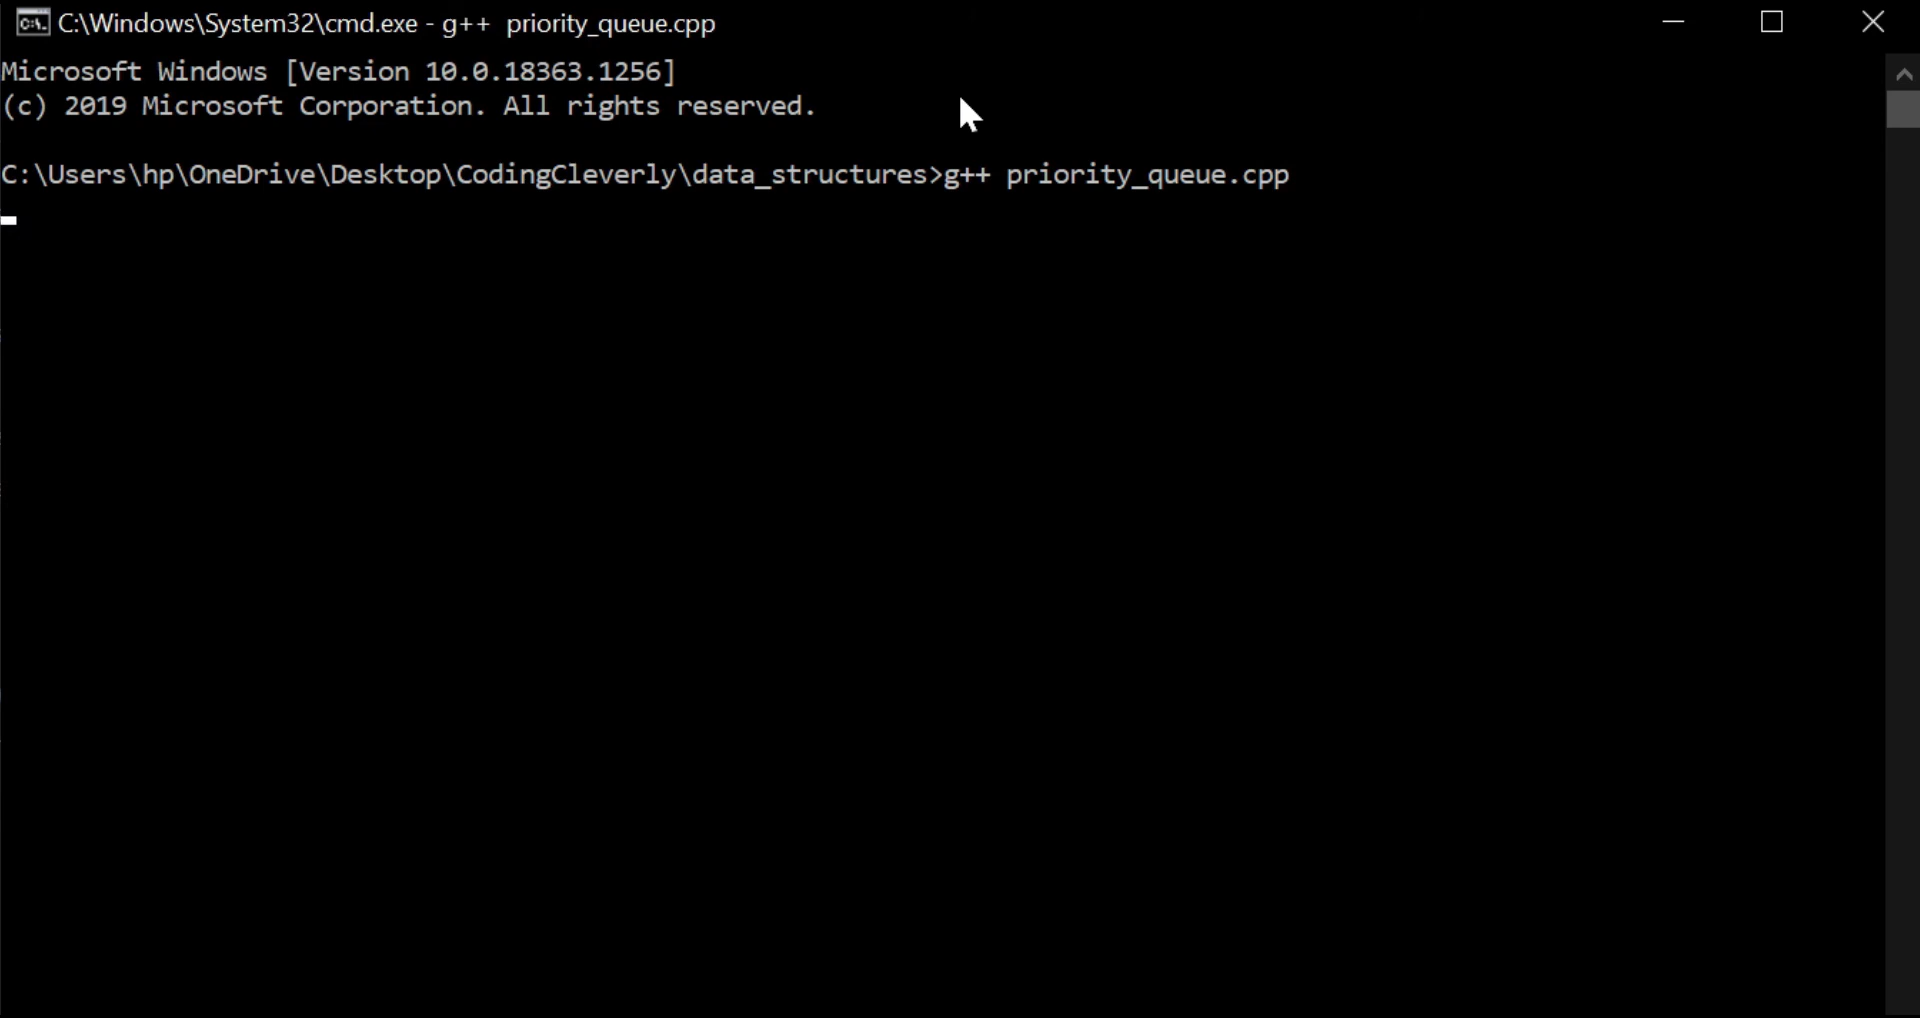 C:\Windows\System32\cmd.exe - g++  priority_queue.cpp
Microsoft Windows [Version 10.0.18363.1256]
(c) 2019 Microsoft Corporation. All rights reserved.
C:\Users\hp\OneDrive\Desktop\CodingCleverly\data_structures>g++ priority_queue.cpp